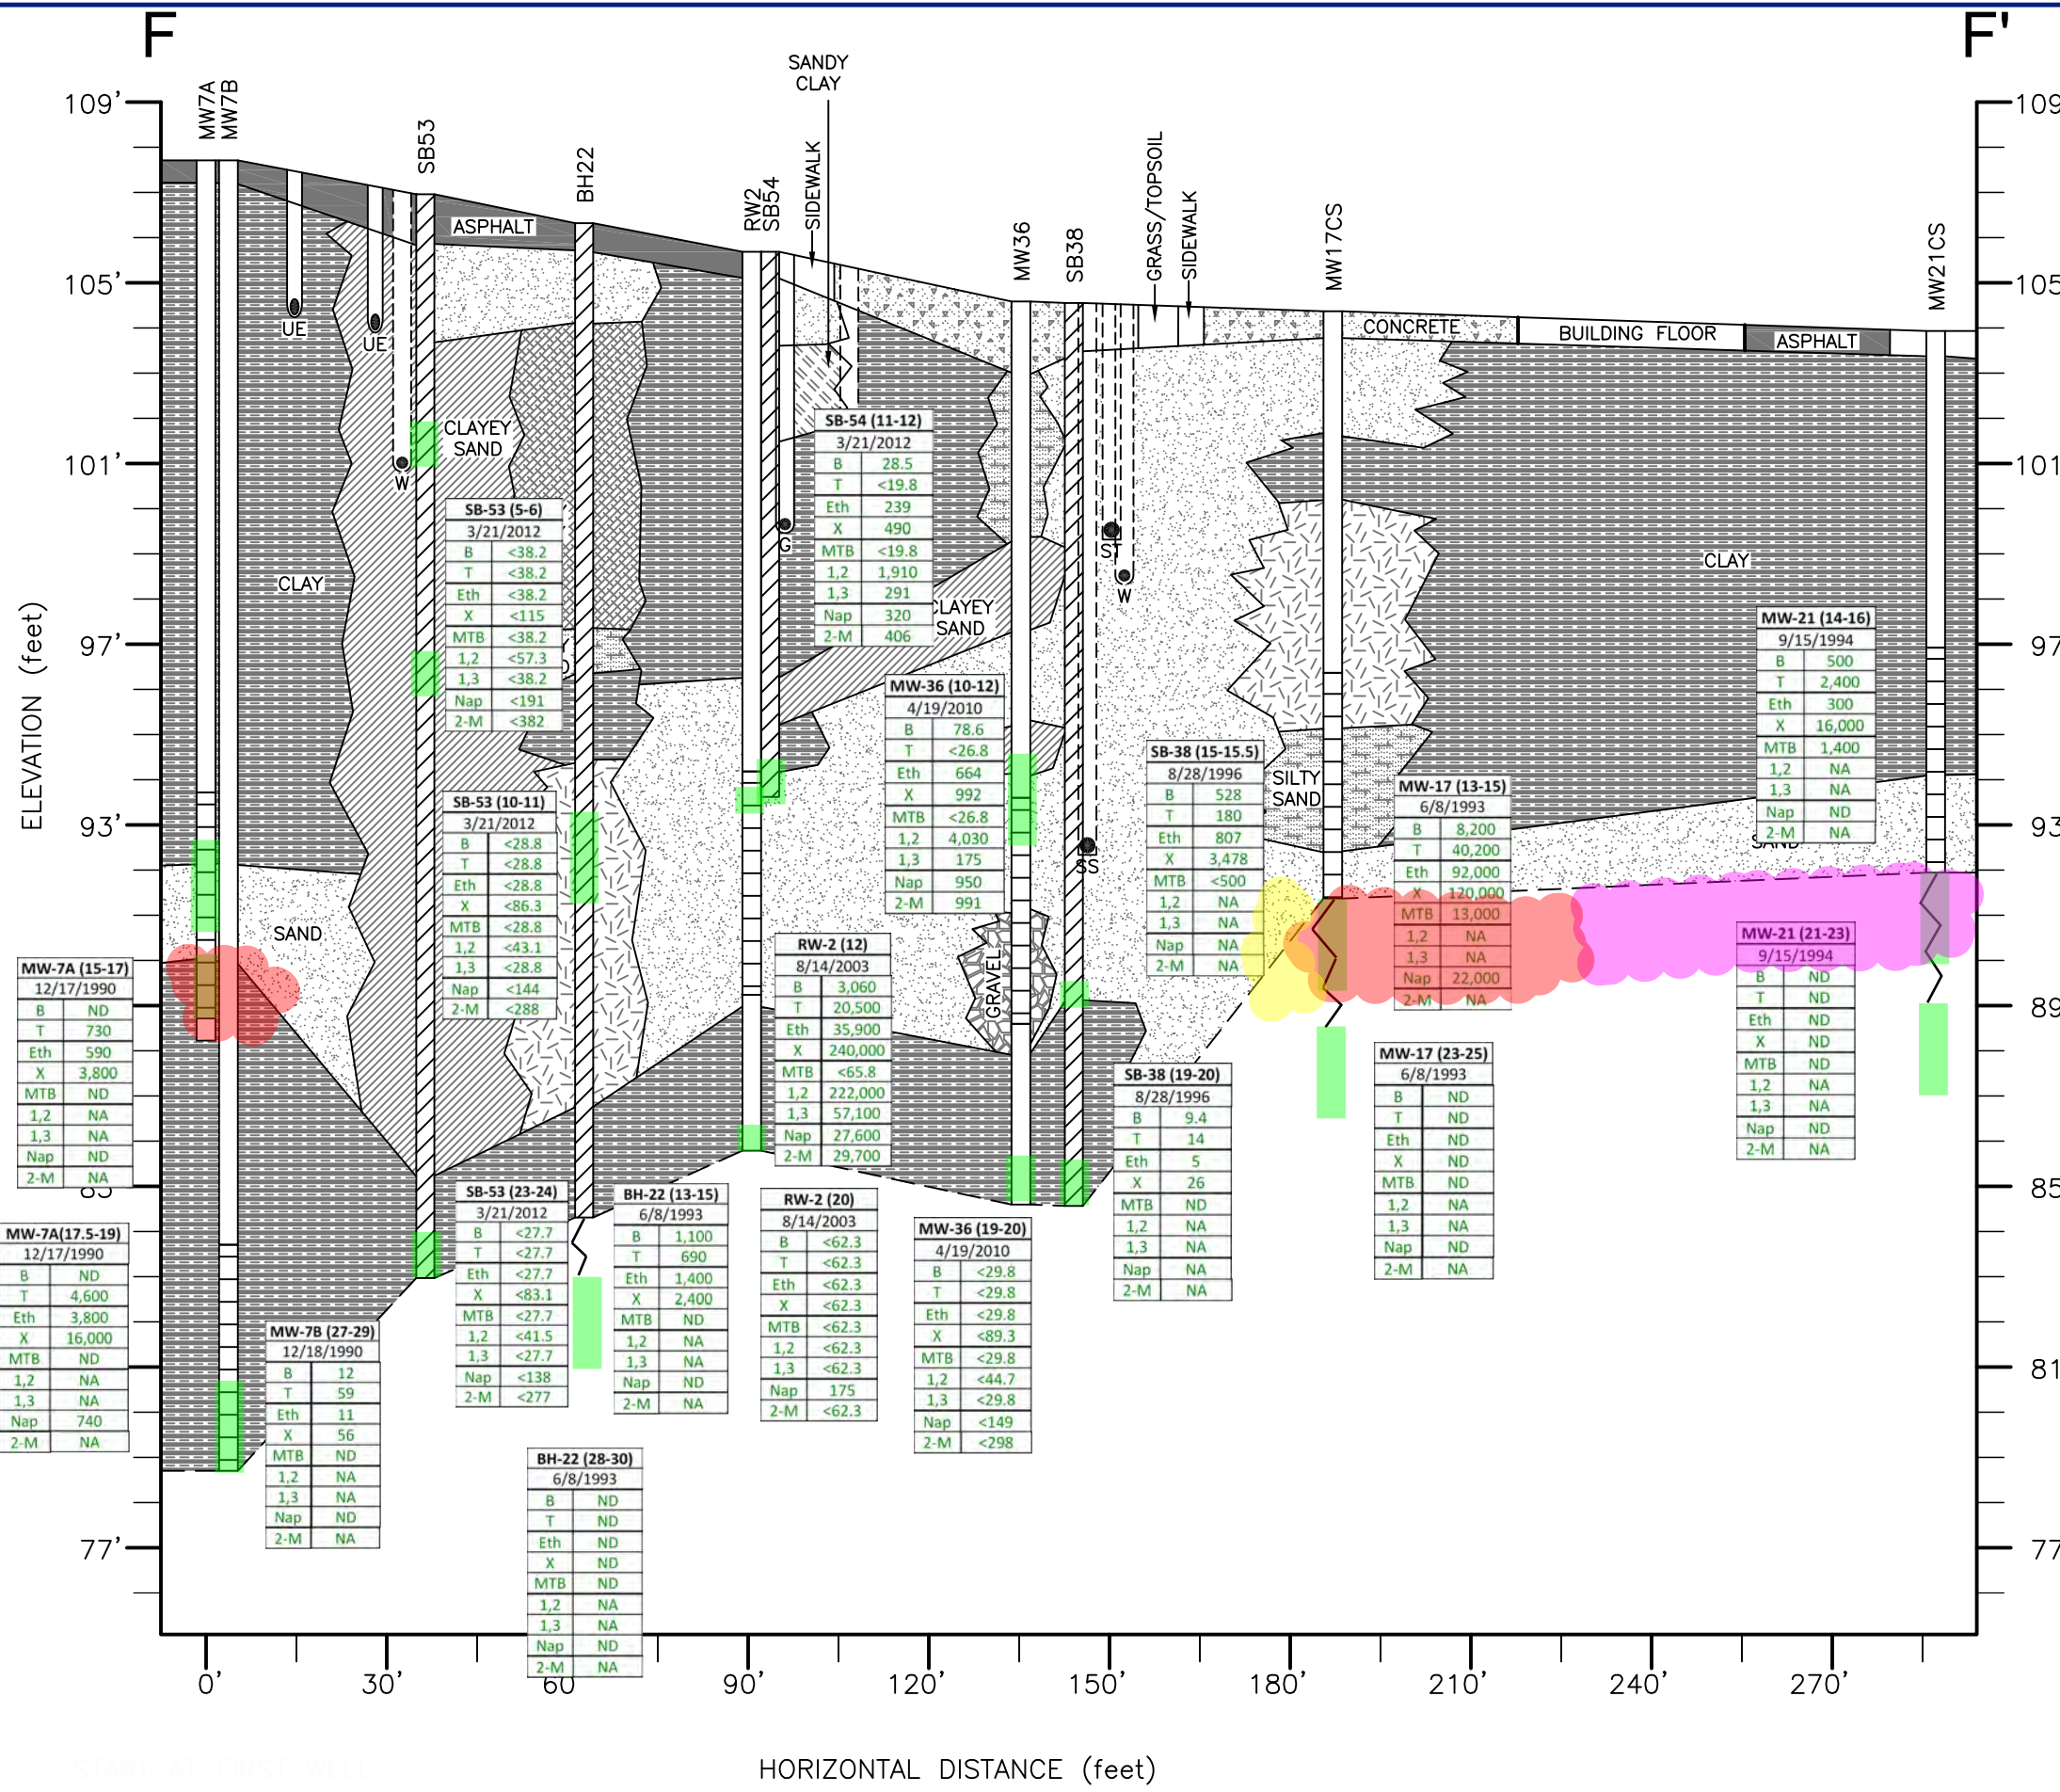 F
F'
SANDY
CLAY
109'
109
MW7A
MW7B
SB53
BH22
RW2
SB54
SIDEWALK
MW36
SB38
GRASS/TOPSOIL
SIDEWALK
MW17CS
MW21CS
ASPHALT
105'
105
UE
UE
CONCRETE
BUILDING FLOOR
ASPHALT
CLAYEY
SAND
101'
101
W
SB-54 (11-12)
3/21/2012
B 28.5
T <19.8
Eth 239
X 490
MTB <19.8
1,2 1,910
1,3 291
Nap 320
2-M 406
SB-53 (5-6)
3/21/2012
B <38.2
T <38.2
Eth <38.2
X <115
MTB <38.2
1,2 <57.3
1,3 <38.2
Nap <191
2-M <382
G
ST
W
CLAY
CLAY
CLAYEY
SAND
ELEVATION (feet)
97'
97
MW-21 (14-16)
9/15/1994
B 500
T 2,400
Eth 300
X 16,000
MTB 1,400
1,2 NA
1,3 NA
Nap ND
2-M NA
MW-36 (10-12)
4/19/2010
B 78.6
T <26.8
Eth 664
X 992
MTB <26.8
1,2 4,030
1,3 175
Nap 950
2-M 991
SB-38 (15-15.5)
8/28/1996
B 528
T 180
Eth 807
X 3,478
MTB <500
1,2 NA
1,3 NA
Nap NA
2-M NA
SILTY
SAND
MW-17 (13-15)
6/8/1993
B 8,200
T 40,200
Eth 92,000
X 120,000
MTB 13,000
1,2 NA
1,3 NA
Nap 22,000
2-M NA
93'
93
SB-53 (10-11)
3/21/2012
B <28.8
T <28.8
Eth <28.8
X <86.3
MTB <28.8
1,2 <43.1
1,3 <28.8
Nap <144
2-M <288
SS
SAND
SAND
GRAVEL
RW-2 (12)
8/14/2003
B 3,060
T 20,500
Eth 35,900
X 240,000
MTB <65.8
1,2 222,000
1,3 57,100
Nap 27,600
2-M 29,700
MW-21 (21-23)
9/15/1994
B ND
T ND
Eth ND
X ND
MTB ND
1,2 NA
1,3 NA
Nap ND
2-M NA
MW-7A (15-17)
12/17/1990
B ND
T 730
Eth 590
X 3,800
MTB ND
1,2 NA
1,3 NA
Nap ND
2-M NA
89
MW-17 (23-25)
6/8/1993
B ND
T ND
Eth ND
X ND
MTB ND
1,2 NA
1,3 NA
Nap ND
2-M NA
SB-38 (19-20)
8/28/1996
B 9.4
T 14
Eth 5
X 26
MTB ND
1,2 NA
1,3 NA
Nap NA
2-M NA
85
SB-53 (23-24)
3/21/2012
B <27.7
T <27.7
Eth <27.7
X <83.1
MTB <27.7
1,2 <41.5
1,3 <27.7
Nap <138
2-M <277
BH-22 (13-15)
6/8/1993
B 1,100
T 690
Eth 1,400
X 2,400
MTB ND
1,2 NA
1,3 NA
Nap ND
2-M NA
RW-2 (20)
8/14/2003
B <62.3
T <62.3
Eth <62.3
X <62.3
MTB <62.3
1,2 <62.3
1,3 <62.3
Nap 175
2-M <62.3
MW-36 (19-20)
4/19/2010
B <29.8
T <29.8
Eth <29.8
X <89.3
MTB <29.8
1,2 <44.7
1,3 <29.8
Nap <149
2-M <298
MW-7A(17.5-19)
12/17/1990
B ND
T 4,600
Eth 3,800
X 16,000
MTB ND
1,2 NA
1,3 NA
Nap 740
2-M NA
81
MW-7B (27-29)
12/18/1990
B 12
T 59
Eth 11
X 56
MTB ND
1,2 NA
1,3 NA
Nap ND
2-M NA
BH-22 (28-30)
6/8/1993
B ND
T ND
Eth ND
X ND
MTB ND
1,2 NA
1,3 NA
Nap ND
2-M NA
77'
77
0' 30' 60' 90' 120' 150' 180' 210' 240' 270'
HORIZONTAL DISTANCE (feet)